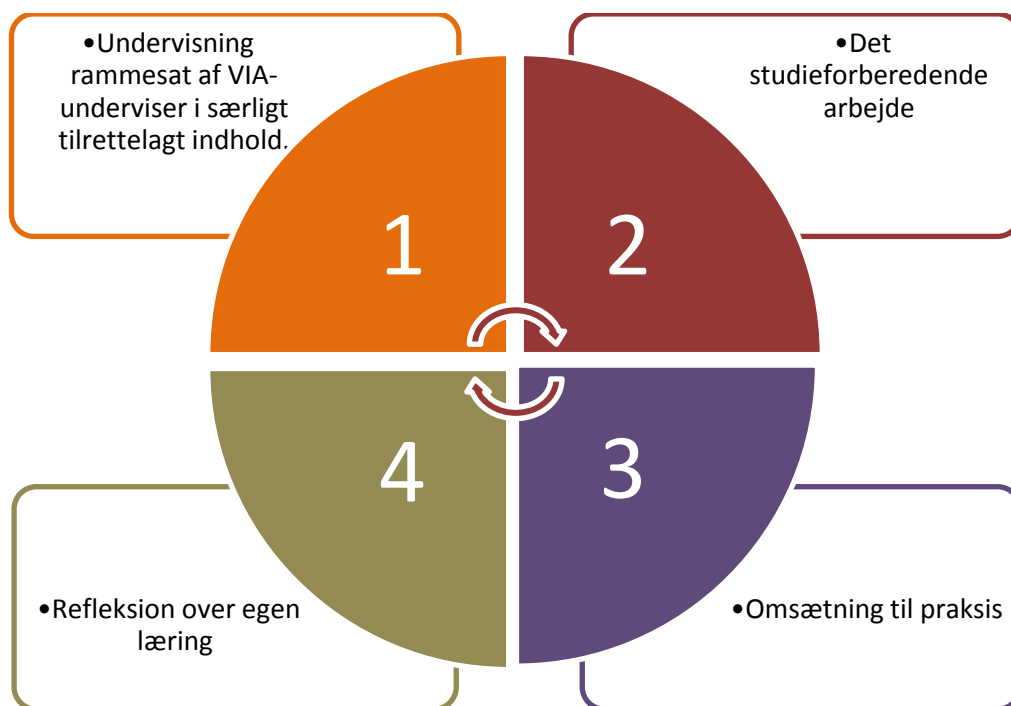 •Undervisning
rammesat af VIA-
underviser i særligt
tilrettelagt indhold.
•Det
studieforberedende
arbejde
1
2
4
3
•Refleksion over egen
læring
•Omsætning til praksis